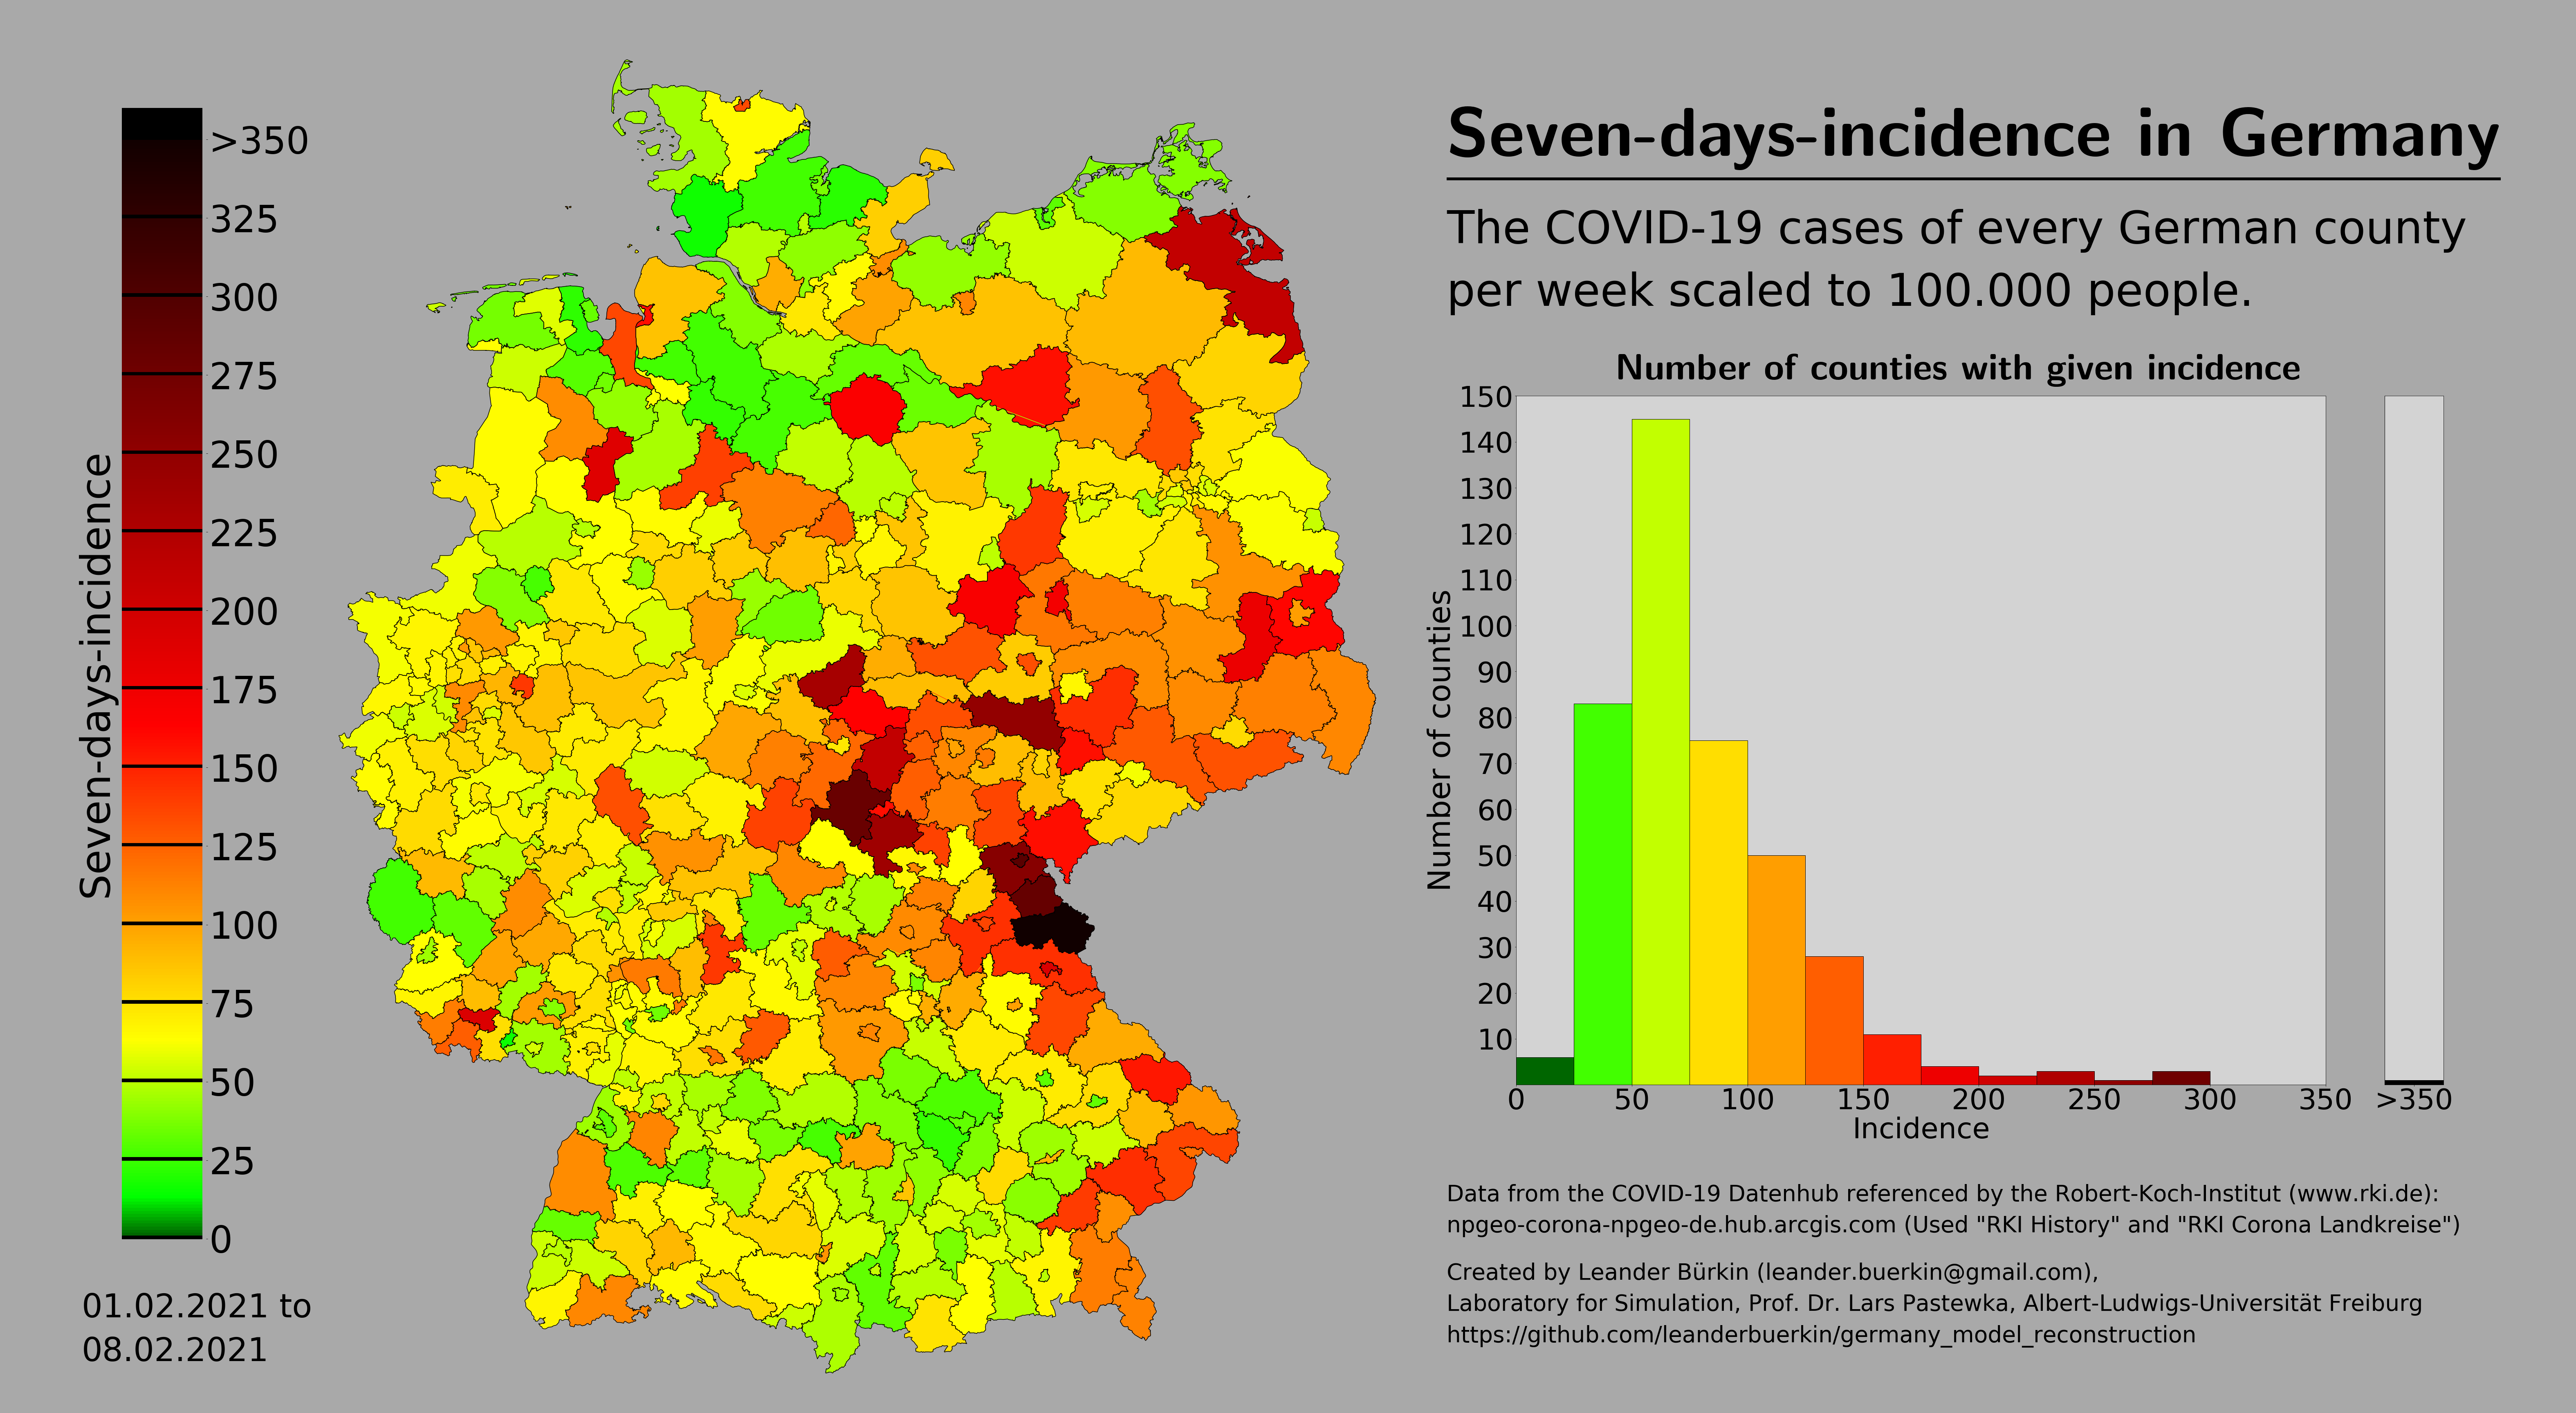 Seven-days-incidence in Germany
The COVID-19 cases of every German county
per week scaled to 100.000 people.
Seven-days-incidence
>350
325
300
275
250
225
200
175
150
125
100
75
50
25
0
01.02.2021 to
08.02.2021
Number of counties with given incidence
Number of counties
150
140
130
120
110
100
90
80
70
60
50
40
30
20
10
0 50 100 150 200 250 300 350 >350
Incidence
Data from the COVID-19 Datenhub referenced by the Robert-Koch-Institut (www.rki.de):
npgeo-corona-npgeo-de.hub.arcgis.com (Used "RKI History" and "RKI Corona Landkreise")
Created by Leander Bürkin (leander.buerkin@gmail.com),
Laboratory for Simulation, Prof. Dr. Lars Pastewka, Albert-Ludwigs-Universität Freiburg
https://github.com/leanderbuerkin/germany_model_reconstruction